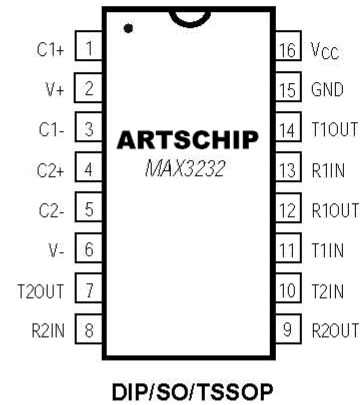 C1+ 1 16 VCC
V+ 2 15 GND
C1- 3 14 T1OUT
ARTSCHIP
C2+ 4 MAX3232 13 R1IN
C2- 5 12 R1OUT
V- 6 11 T1IN
T2OUT 7 10 T2IN
R2IN 8 9 R2OUT
DIP/SO/TSSOP